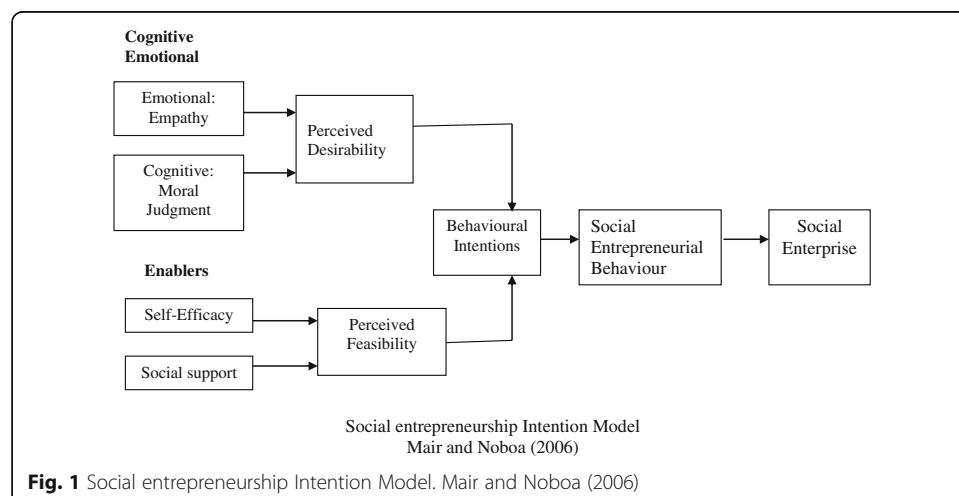 Cognitive
Emotional
Emotional:
Empathy
Cognitive:
Moral
Judgment
Perceived
Desirability
Behavioural
Intentions
Social
Entrepreneurial
Behaviour
Social
Enterprise
Enablers
Self-Efficacy
Social support
Perceived
Feasibility
Social entrepreneurship Intention Model
Mair and Noboa (2006)
Fig. 1 Social entrepreneurship Intention Model. Mair and Noboa (2006)